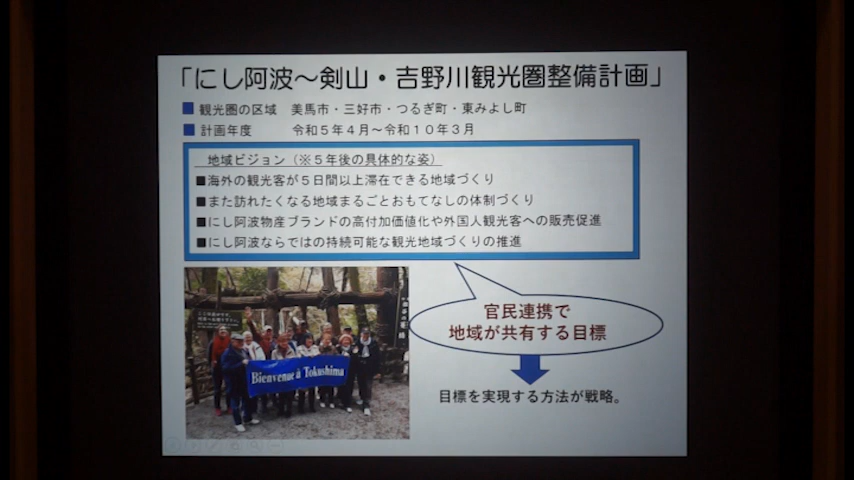 「にし阿波～剣山・吉野川観光圏整備計画」
■ 観光圏の区域　美馬市・三好市・つるぎ町・東みよし町
■ 計画年度　令和５年４月～令和１０年３月
地域ビジョン（※５年後の具体的な姿）
■海外の観光客が５日間以上滞在できる地域づくり
■また訪れたくなる地域まるごとおもてなしの体制づくり
■にし阿波物産ブランドの高付加価値化や外国人観光客への販売促進
■にし阿波ならではの持続可能な観光地域づくりの推進
官民連携で
地域が共有する目標
目標を実現する方法が戦略。
Bienvenue à Tokushima